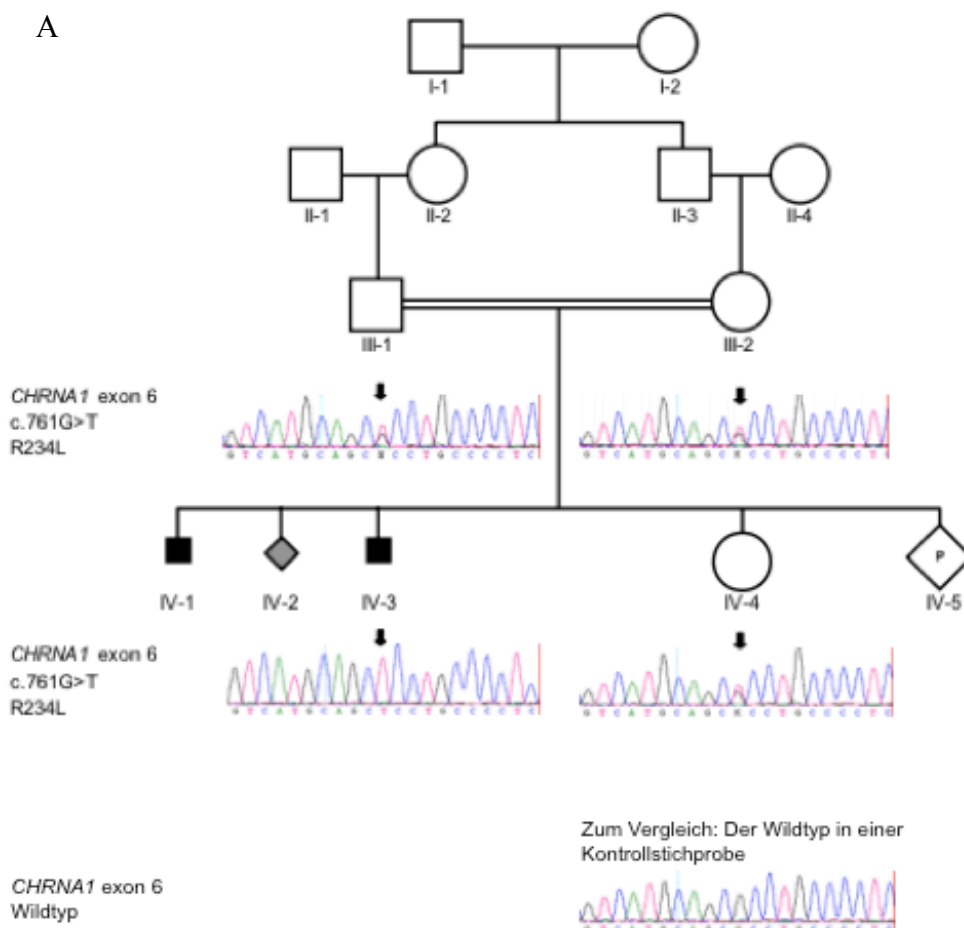 A
I-1
I-2
II-1
II-2
II-3
II-4
III-1
III-2
CHRNA1 exon 6
c.761G>T
R234L
G T C A T G C A G C K C C T G C C C C T C
G T C A T G C A G C K C C T G C C C C T C
P
IV-1
IV-2
IV-3
IV-4
IV-5
CHRNA1 exon 6
c.761G>T
R234L
G T C A T G C A G C T C C T G C C C C T C
G T C A T G C A G C K C C T G C C C C T C
Zum Vergleich: Der Wildtyp in einer
Kontrollstichprobe
CHRNA1 exon 6
Wildtyp